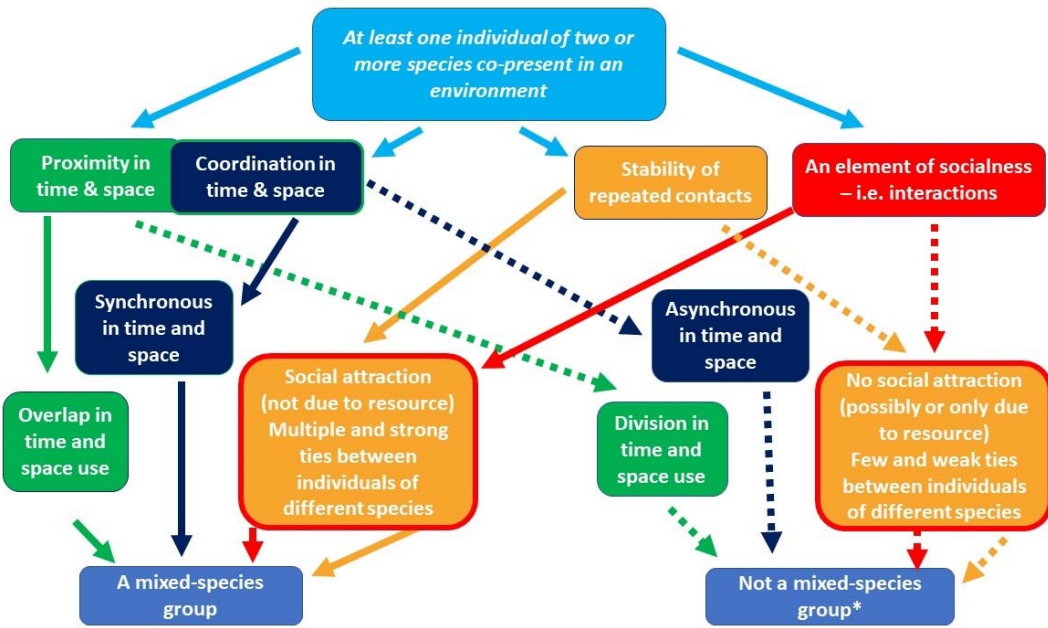 At least one individual of two or
more species co-present in an
environment
Proximity in
time & space
Coordination in
time & space
Stability of
repeated contacts
An element of socialness
– i.e. interactions
Synchronous
in time and
space
Asynchronous
in time and
space
Overlap in
time and
space use
Social attraction
(not due to resource)
Multiple and strong
ties between
individuals of
different species
Division in
time and
space use
No social attraction
(possibly or only due
to resource)
Few and weak ties
between individuals
of different species
A mixed-species
group
Not a mixed-species
group*